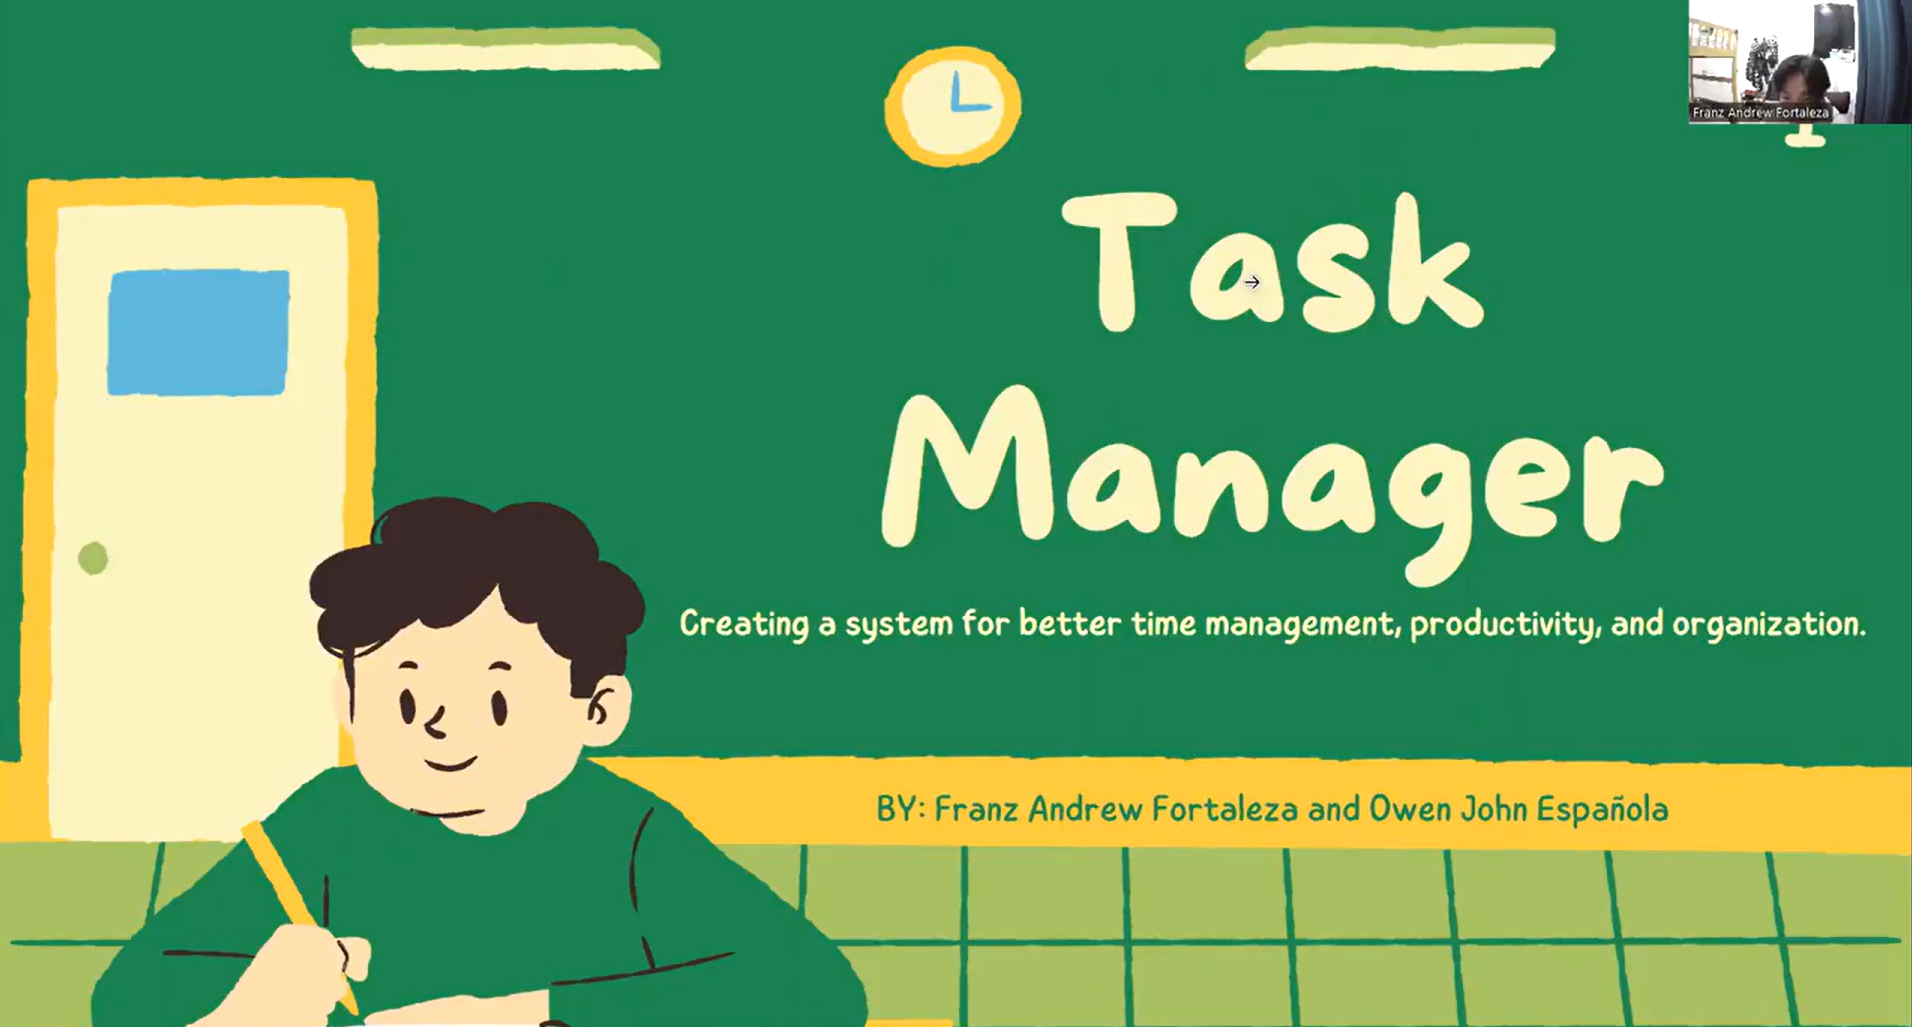 Franz Andrew Fortaleza
Task
Manager
Creating a system for better time management, productivity, and organization.
BY: Franz Andrew Fortaleza and Owen John Española